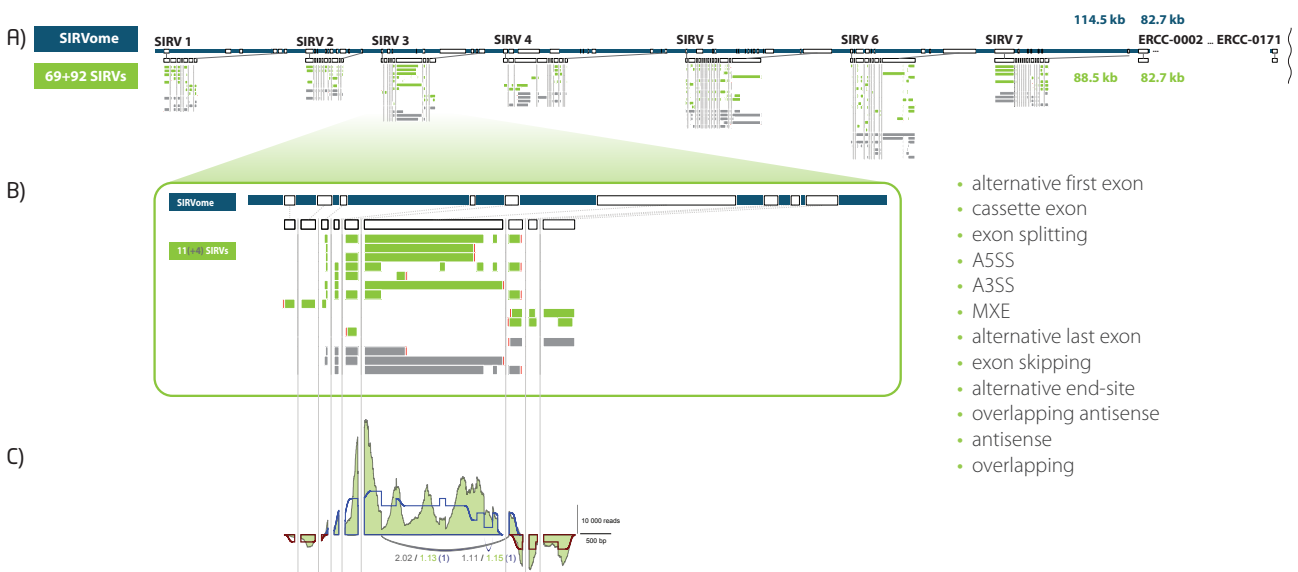 A)
SIRVome
69+92 SIRVs
SIRV 1
SIRV 2
SIRV 3
SIRV 4
SIRV 5
SIRV 6
SIRV 7
114.5 kb 82.7 kb
ERCC-0002 ... ERCC-0171
88.5 kb 82.7 kb
B)
SIRVome
11(+4) SIRVs
• alternative first exon
• cassette exon
• exon splitting
• A5SS
• A3SS
• MXE
• alternative last exon
• exon skipping
• alternative end-site
• overlapping antisense
• antisense
• overlapping
C)
10 000 reads
500 bp
2.02 / 1.13 (1) 1.11 / 1.15 (1)